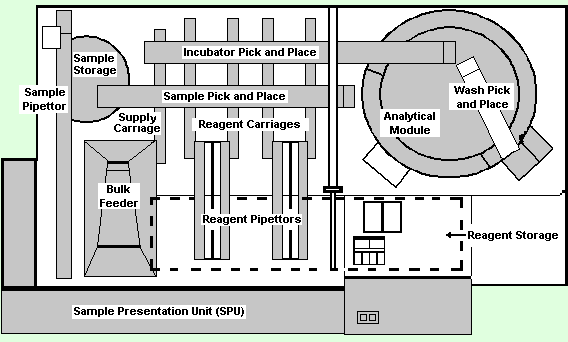 Incubator Pick and Place
Sample
Storage
Sample
Pipettor
Sample Pick and Place
Wash Pick
and Place
Supply
Carriage
Reagent Carriages
Analytical
Module
Bulk
Feeder
Reagent Pipettors
Reagent Storage
Sample Presentation Unit (SPU)